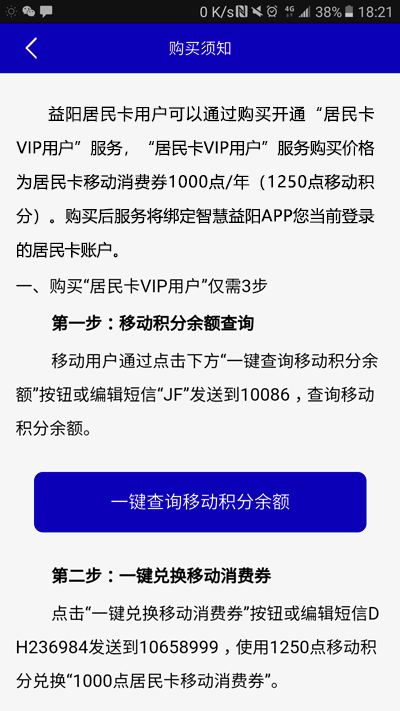 0 K/s 4G 38% 18:21
购买须知
益阳居民卡用户可以通过购买开通“居民卡
VIP用户”服务，“居民卡VIP用户”服务购买价格
为居民卡移动消费券1000点/年（1250点移动积
分）。购买后服务将绑定智慧益阳APP您当前登录
的居民卡账户。
一、购买“居民卡VIP用户”仅需3步
第一步：移动积分余额查询
移动用户通过点击下方“一键查询移动积分余
额”按钮或编辑短信“JF”发送到10086，查询移动
积分余额。
一键查询移动积分余额
第二步：一键兑换移动消费券
点击“一键兑换移动消费券”按钮或编辑短信D
H236984发送到10658999，使用1250点移动积
分兑换“1000点居民卡移动消费券”。